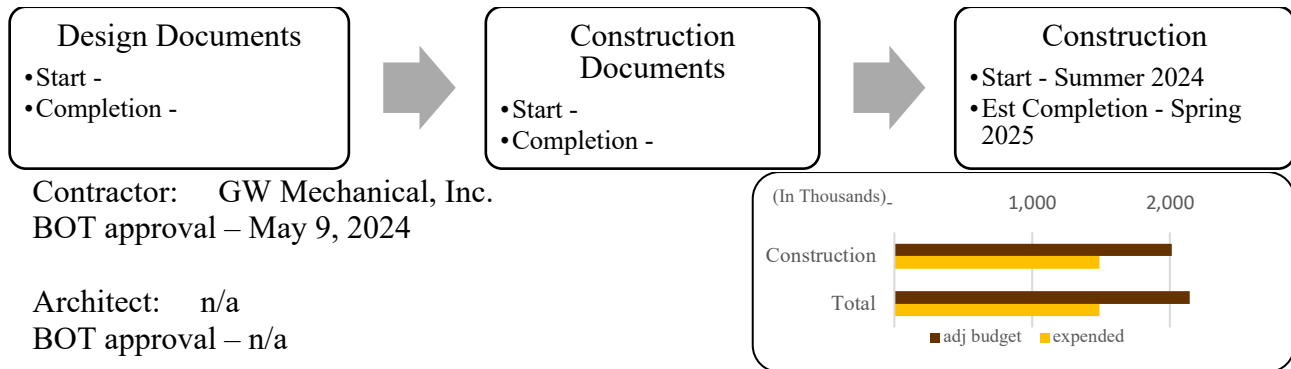 Design Documents
•Start -
•Completion -
Construction
Documents
•Start -
•Completion -
Construction
•Start - Summer 2024
•Est Completion - Spring
2025
Contractor: GW Mechanical, Inc.
BOT approval – May 9, 2024
Architect: n/a
BOT approval – n/a
(In Thousands) - 1,000 2,000
Construction
Total
adj budget expended